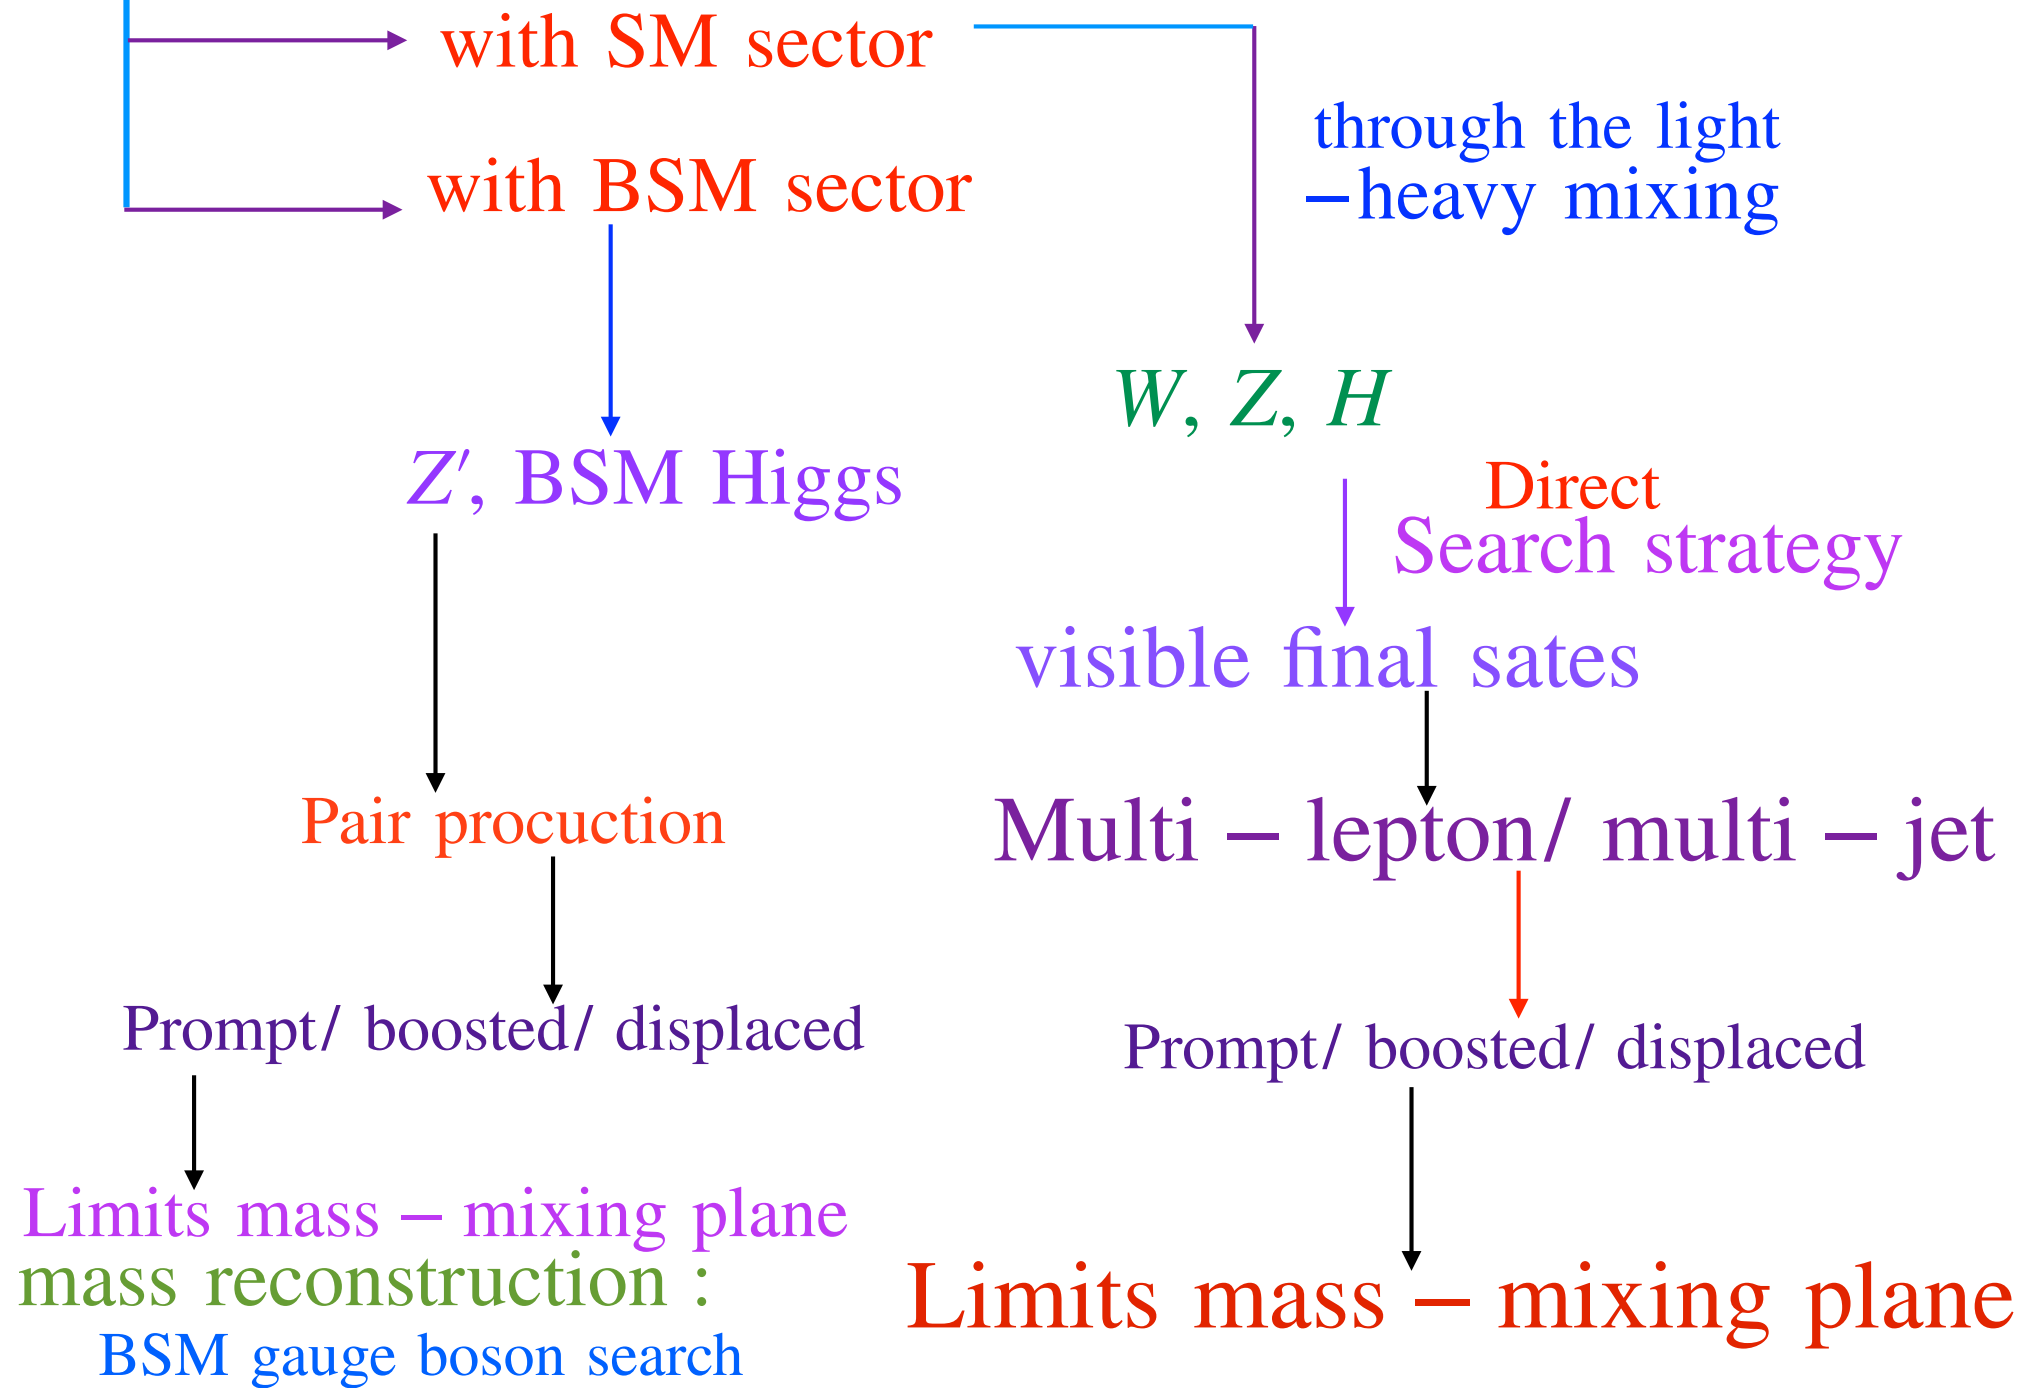 with SM sector
through the light
–heavy mixing
with BSM sector
W, Z, H
Z′, BSM Higgs
Direct
Search strategy
visible final sates
Pair procuction
Multi – lepton/ multi – jet
Prompt/ boosted/ displaced
Prompt/ boosted/ displaced
Limits mass – mixing plane
mass reconstruction :
BSM gauge boson search
Limits mass – mixing plane